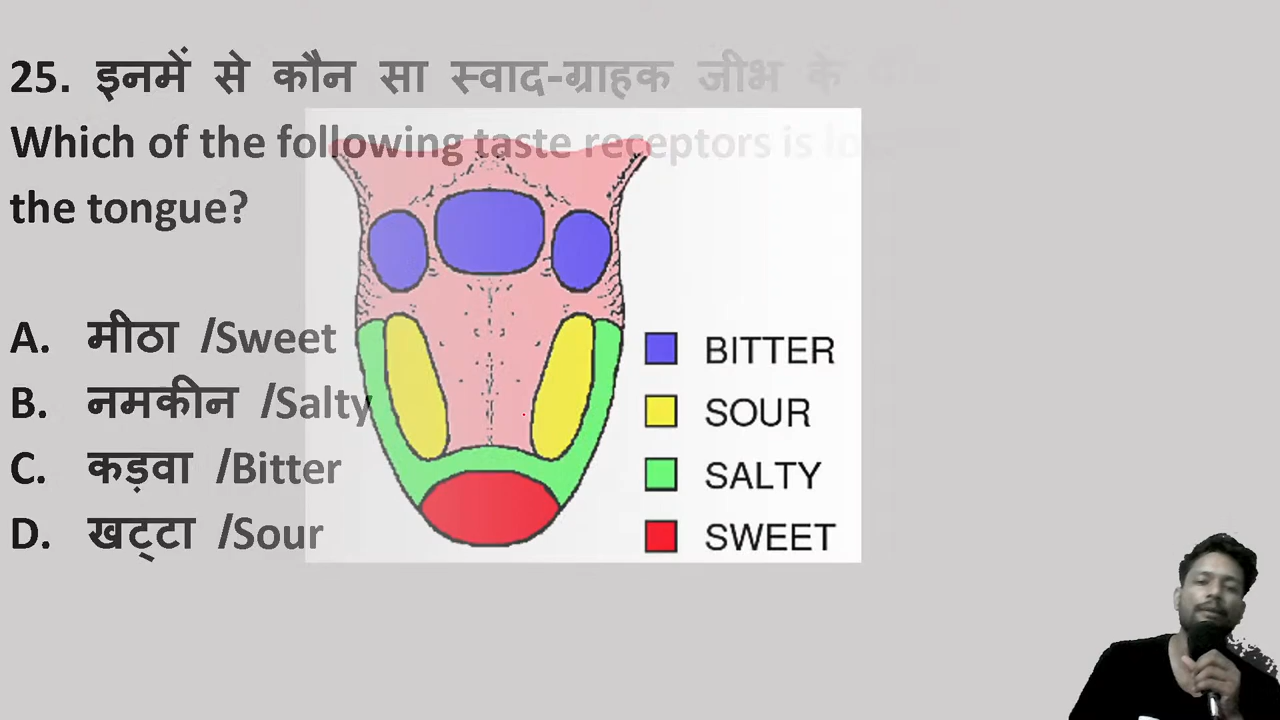 25. इनमें से कौन सा स्वाद-ग्राहक जीभ के
Which of the following taste receptors is
the tongue?
A. मीठा /Sweet
B. नमकीन /Salty
C. कड़वा /Bitter
D. खट्टा /Sour
BITTER
SOUR
SALTY
SWEET